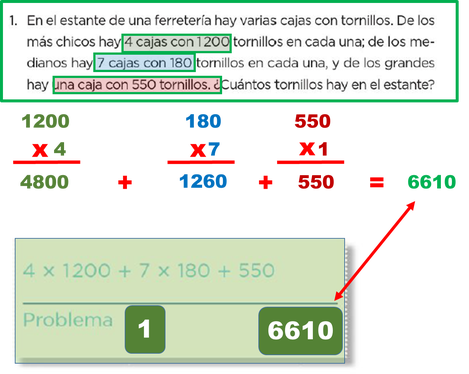 1. En el estante de una ferretería hay varias cajas con tornillos. De los
más chicos hay 4 cajas con 1200 tornillos en cada una; de los me-
dianos hay 7 cajas con 180 tornillos en cada una, y de los grandes
hay una caja con 550 tornillos. ¿Cuántos tornillos hay en el estante?
1200 180 550
x 4 x 7 x 1
4800 + 1260 + 550 = 6610
4 × 1200 + 7 × 180 + 550
Problema 1 6610